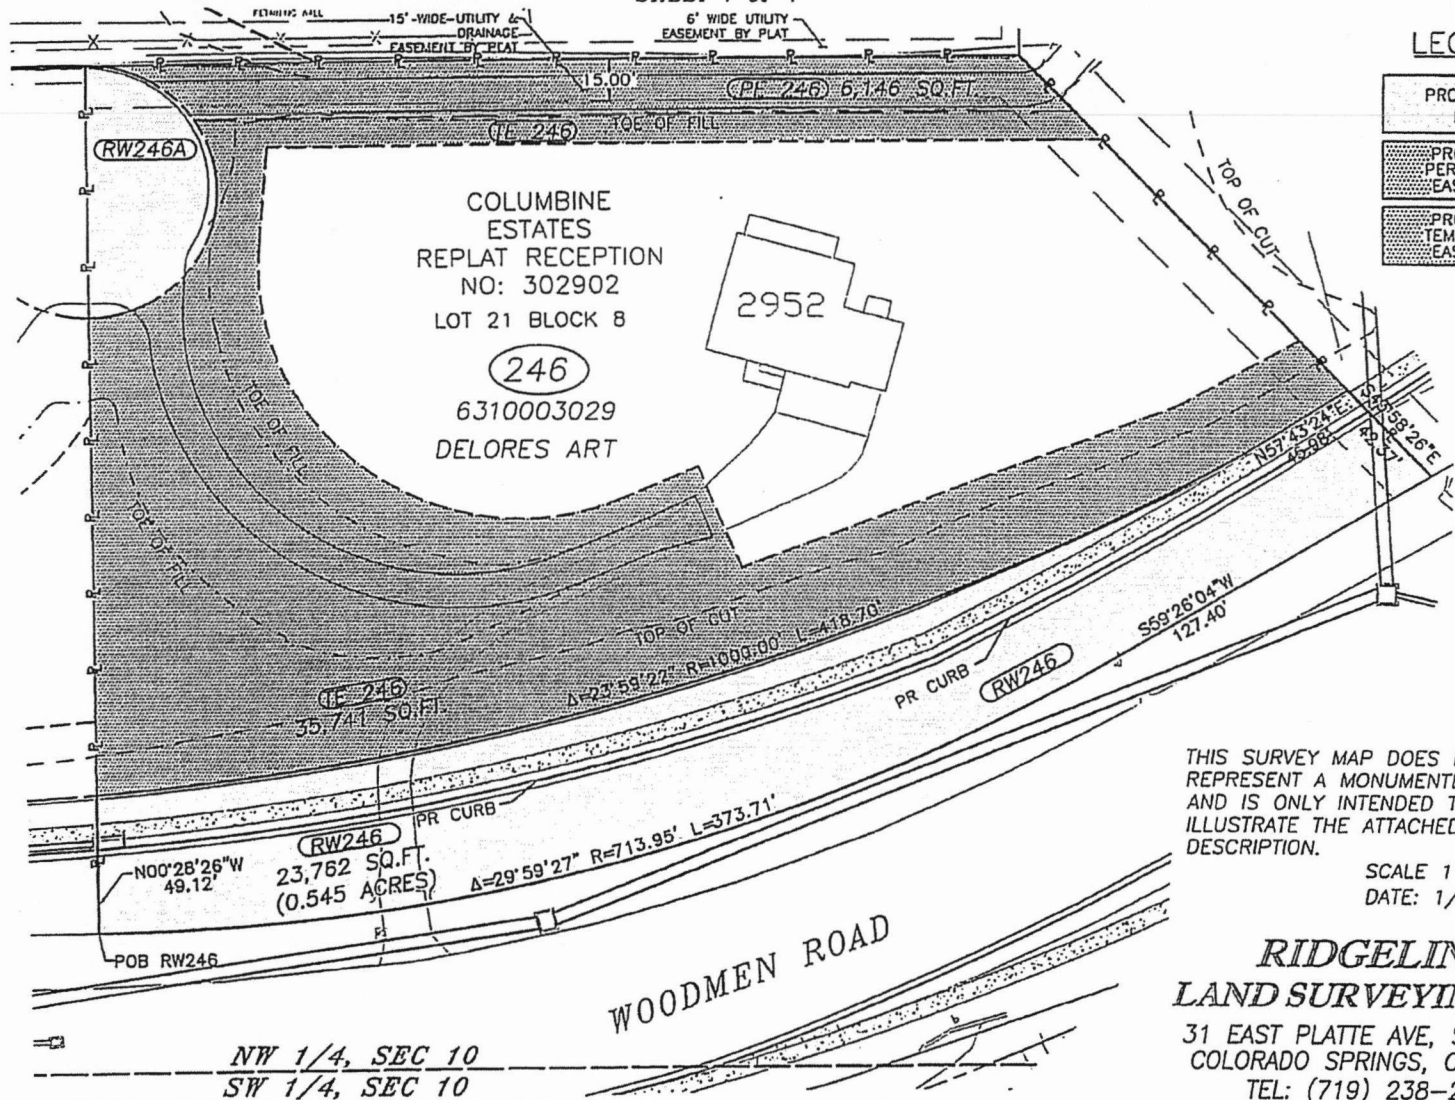 15'-WIDE-UTILITY &
DRAINAGE
EASEMENT BY PLAT
6' WIDE UTILITY
EASEMENT BY PLAT
15.00'
PE 246 6,146 SQ.FT.
TE 246
TOE OF FILL
RW246A
COLUMBINE
ESTATES
REPLAT RECEPTION
NO: 302902
LOT 21 BLOCK 8
246
6310003029
DELORES ART
2952
TOP OF CUT
TOE OF FILL
TOE OF FILL
N57°43'24"E
45.98'
S43°58'26"E
TOP OF CUT
Δ=23°59'22" R=1000.00' L=418.70'
TE 246
35,741 SQ.FT.
S59°26'04"W
127.40'
PR CURB
RW246
PR CURB
RW246
23,762 SQ.FT.
(0.545 ACRES)
N00°28'26"W
49.12'
Δ=29°59'27" R=713.95' L=373.71'
POB RW246
WOODMEN ROAD
NW 1/4, SEC 10
SW 1/4, SEC 10
LEG
PRO
PR
PER
EAS
PR
TEM
EAS
THIS SURVEY MAP DOES
REPRESENT A MONUMENTE
AND IS ONLY INTENDED T
ILLUSTRATE THE ATTACHED
DESCRIPTION.
SCALE 1
DATE: 1/
RIDGELIN
LAND SURVEYI
31 EAST PLATTE AVE, S
COLORADO SPRINGS, C
TEL: (719) 238-2